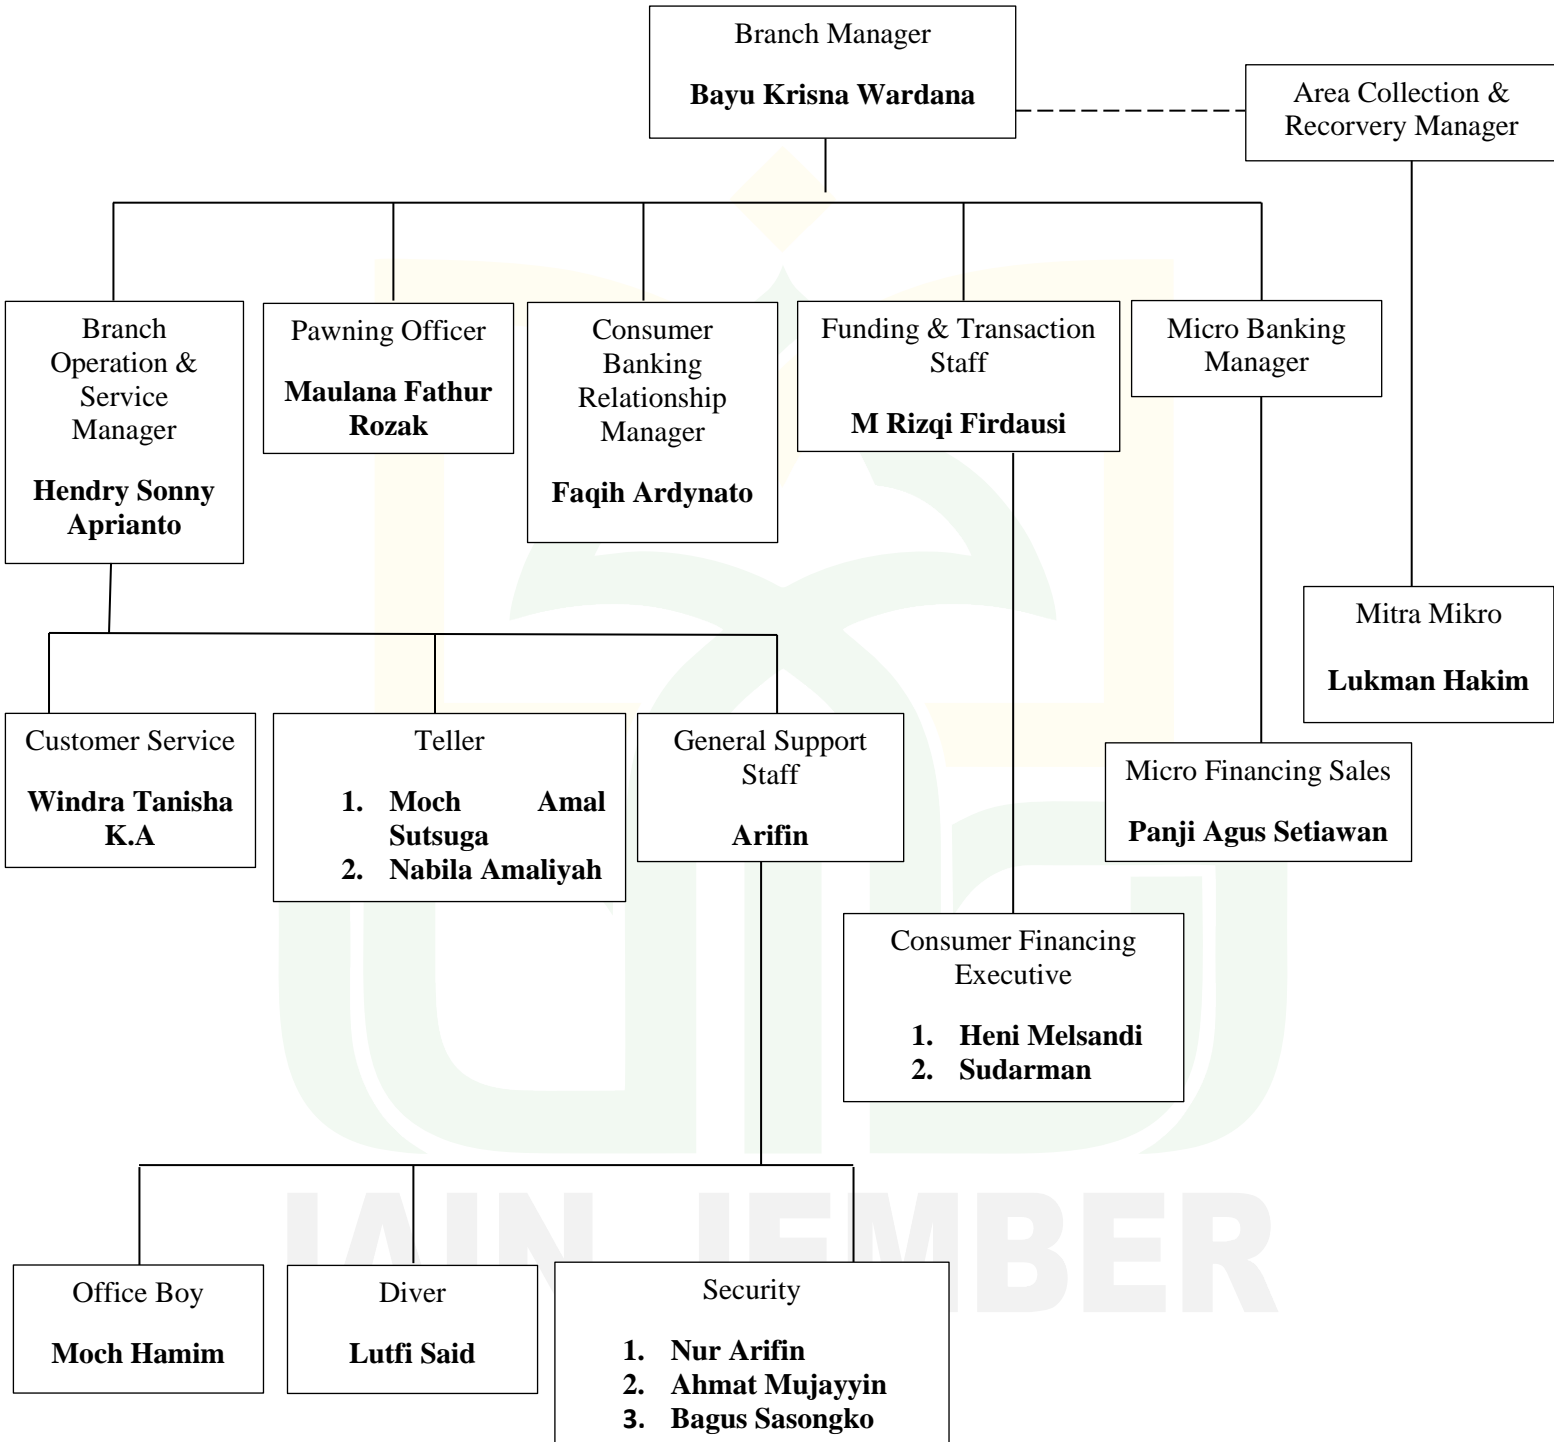 Branch Manager
Bayu Krisna Wardana
Area Collection &
Recorvery Manager
Branch
Operation &
Service
Manager
Hendry Sonny
Aprianto
Pawning Officer
Maulana Fathur
Rozak
Consumer
Banking
Relationship
Manager
Faqih Ardynato
Funding & Transaction
Staff
M Rizqi Firdausi
Micro Banking
Manager
Mitra Mikro
Lukman Hakim
Customer Service
Windra Tanisha
K.A
Teller
1. Moch Amal
Sutsuga
2. Nabila Amaliyah
General Support
Staff
Arifin
Micro Financing Sales
Panji Agus Setiawan
Consumer Financing
Executive
1. Heni Melsandi
2. Sudarman
Office Boy
Moch Hamim
Diver
Lutfi Said
Security
1. Nur Arifin
2. Ahmat Mujayyin
3. Bagus Sasongko
IAIN JEMBER